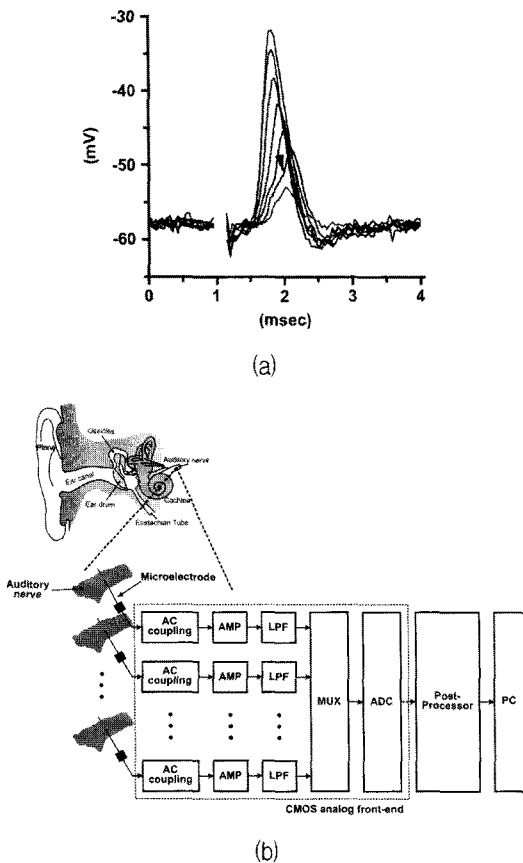 -30
-40
-50
-60
(mV)
0 1 2 3 4
(msec)
(a)
Ossicles
Pinna
Auditory nerve
Ear canal
Cochlear
Ear drum
Eustachian Tube
Auditory nerve
Microelectrode
AC coupling
AMP
LPF
AC coupling
AMP
LPF
AC coupling
AMP
LPF
MUX
ADC
Post-Processor
PC
CMOS analog front-end
(b)